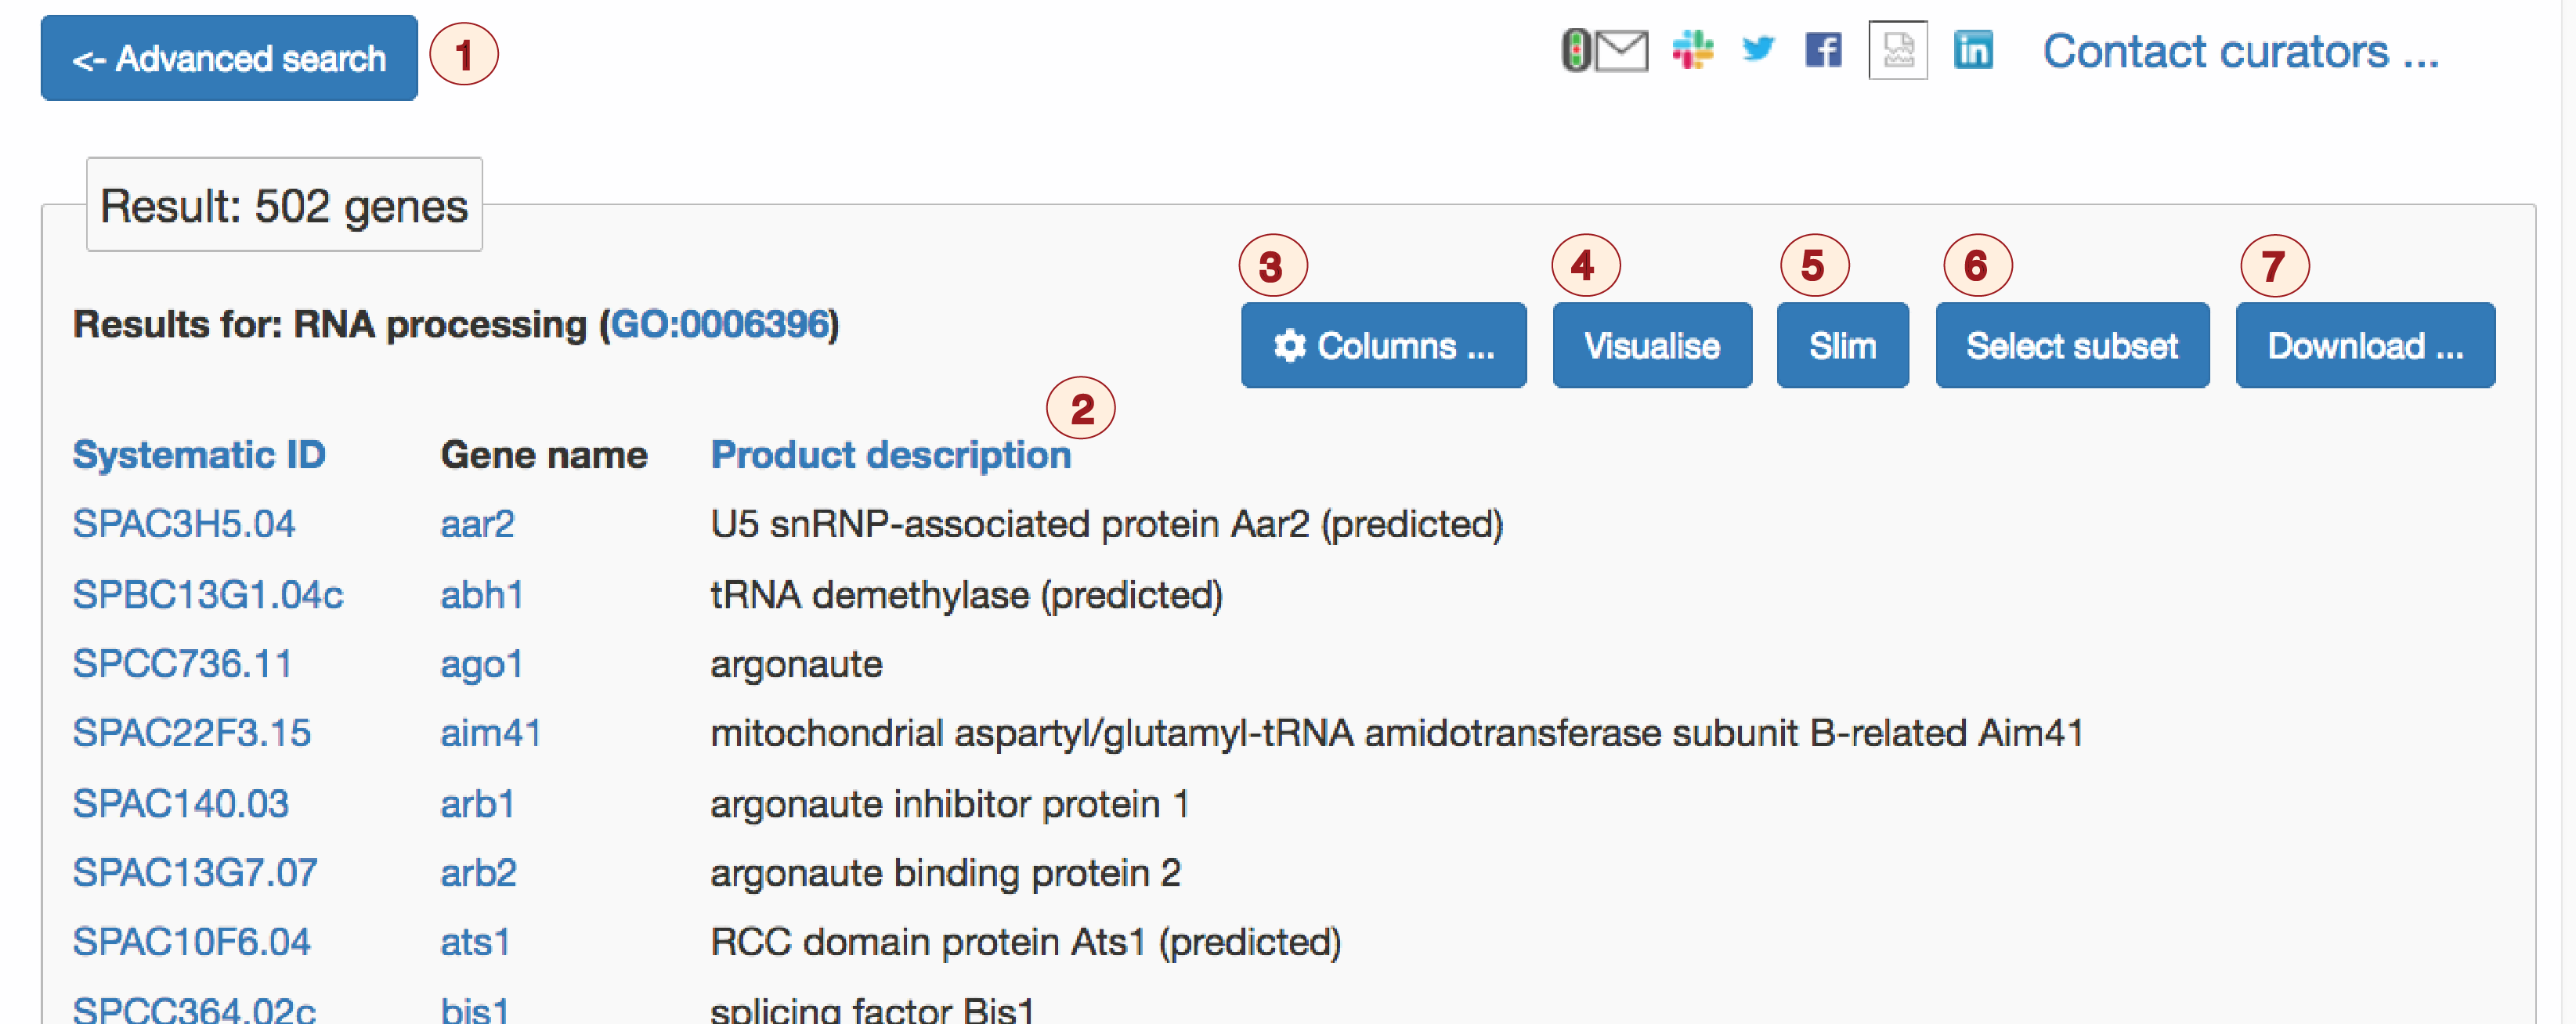 <- Advanced search 1 in Contact curators ...
Result: 502 genes
3 4 5 6 7
Results for: RNA processing (GO:0006396) Columns ... Visualise Slim Select subset Download ...
2
Systematic ID Gene name Product description
SPAC3H5.04 aar2 U5 snRNP-associated protein Aar2 (predicted)
SPBC13G1.04c abh1 tRNA demethylase (predicted)
SPCC736.11 ago1 argonaute
SPAC22F3.15 aim41 mitochondrial aspartyl/glutamyl-tRNA amidotransferase subunit B-related Aim41
SPAC140.03 arb1 argonaute inhibitor protein 1
SPAC13G7.07 arb2 argonaute binding protein 2
SPAC10F6.04 ats1 RCC domain protein Ats1 (predicted)
SPCC364.02c bis1 splicing factor Bis1